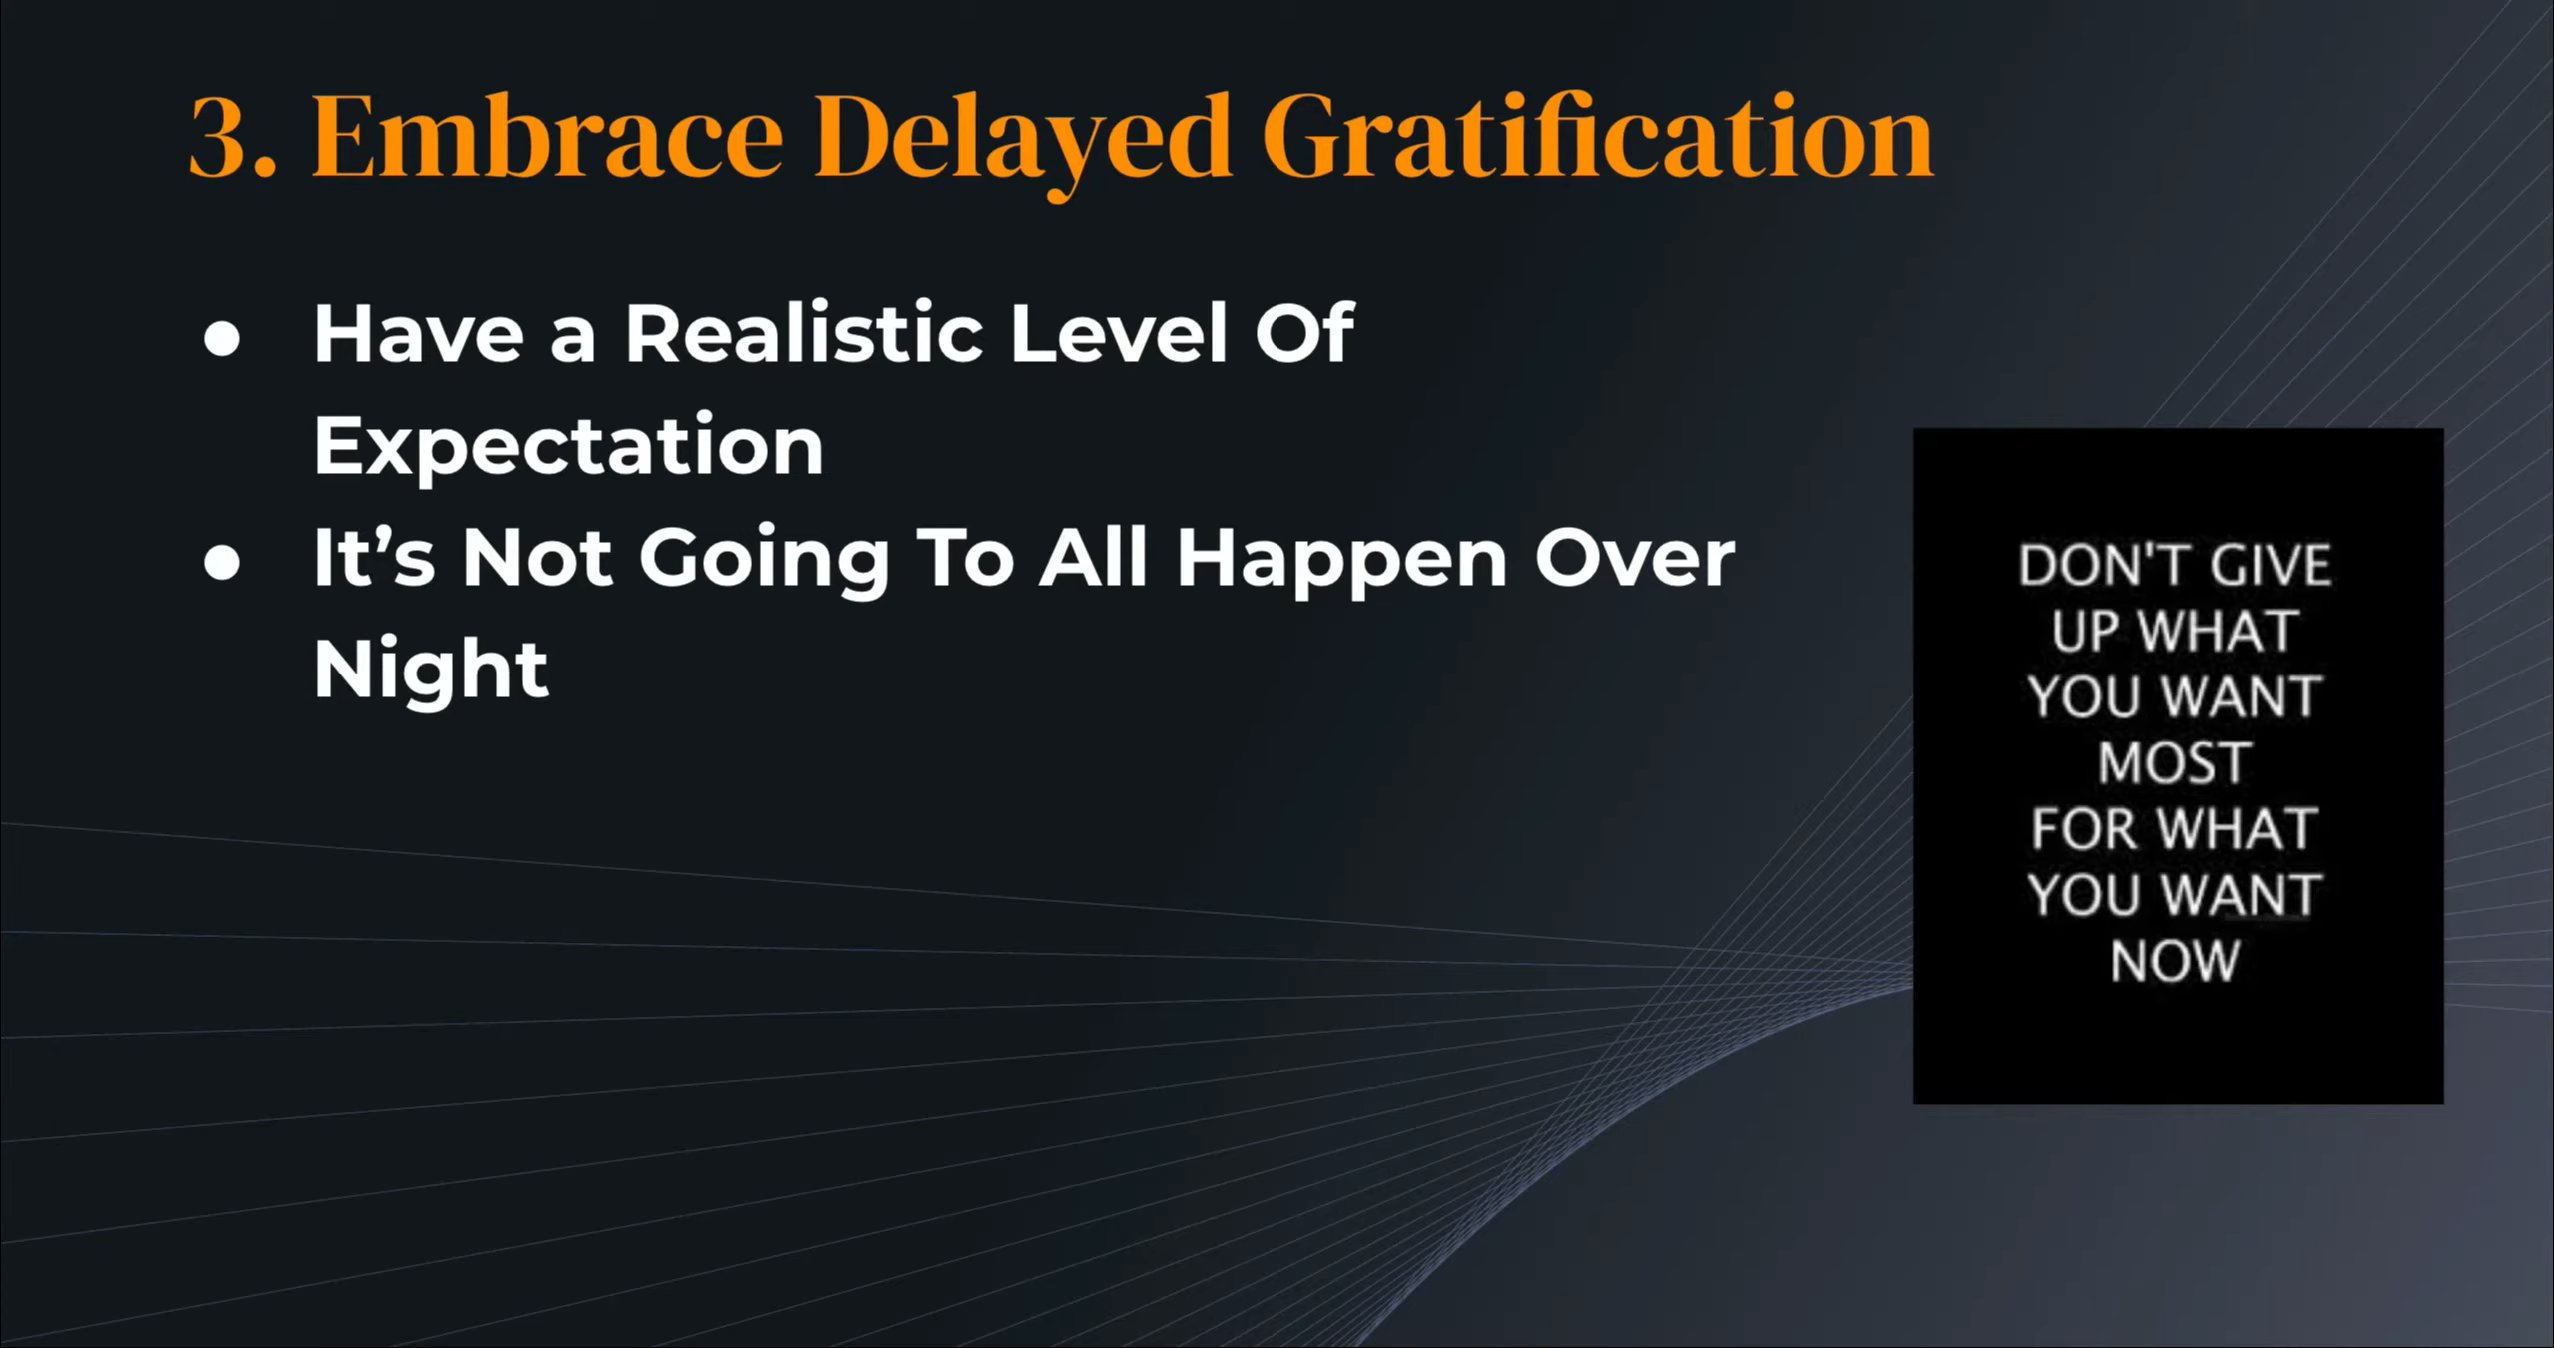 3. Embrace Delayed Gratification
● Have a Realistic Level Of
Expectation
● It’s Not Going To All Happen Over
Night
DON'T GIVE
UP WHAT
YOU WANT
MOST
FOR WHAT
YOU WANT
NOW